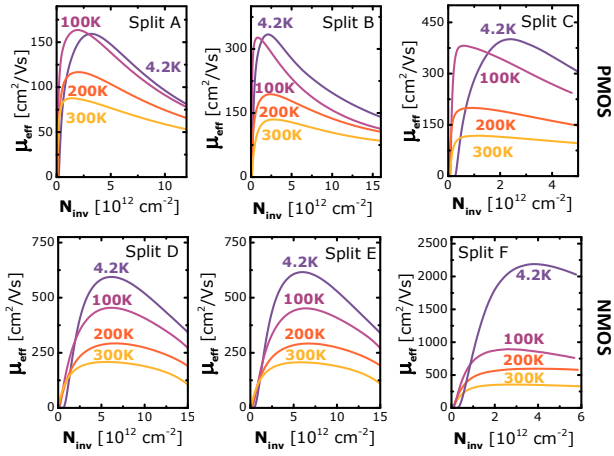 Split A
150
100
50
0
0
5
10
100K
4.2K
200K
300K
μeff [cm²/Vs]
Ninv [10¹² cm⁻²]
Split B
300
150
0
0
5
10
15
4.2K
100K
200K
300K
μeff [cm²/Vs]
Ninv [10¹² cm⁻²]
Split C
450
300
150
0
0
2
4
4.2K
100K
200K
300K
μeff [cm²/Vs]
Ninv [10¹² cm⁻²]
PMOS
Split D
750
500
250
0
0
5
10
15
4.2K
100K
200K
300K
μeff [cm²/Vs]
Ninv [10¹² cm⁻²]
Split E
750
500
250
0
0
5
10
15
4.2K
100K
200K
300K
μeff [cm²/Vs]
Ninv [10¹² cm⁻²]
Split F
2500
2000
1500
1000
500
0
0
2
4
6
4.2K
100K
200K
300K
μeff [cm²/Vs]
Ninv [10¹² cm⁻²]
NMOS